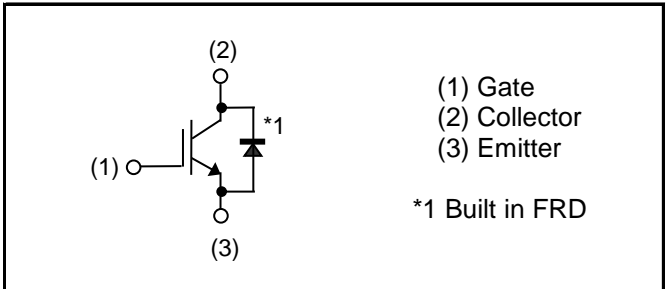 (2)
*1
(1)
(3)
(1) Gate
(2) Collector
(3) Emitter
*1 Built in FRD